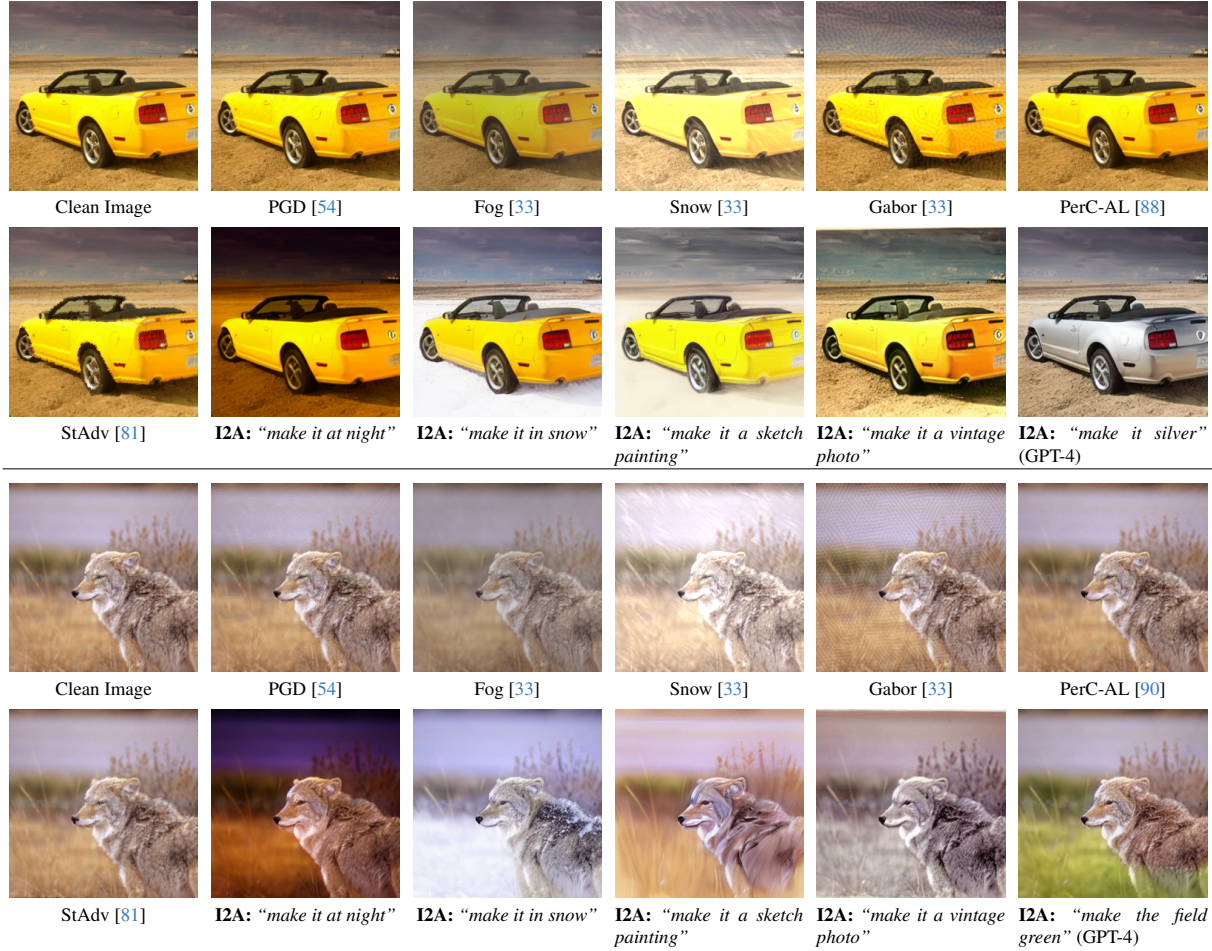 Clean Image
PGD [54]
Fog [33]
Snow [33]
Gabor [33]
PerC-AL [88]
StAdv [81]
I2A: “make it at night”
I2A: “make it in snow”
I2A: “make it a sketch
painting”
I2A: “make it a vintage
photo”
I2A: “make it silver”
(GPT-4)
Clean Image
PGD [54]
Fog [33]
Snow [33]
Gabor [33]
PerC-AL [90]
StAdv [81]
I2A: “make it at night”
I2A: “make it in snow”
I2A: “make it a sketch
painting”
I2A: “make it a vintage
photo”
I2A: “make the field
green” (GPT-4)